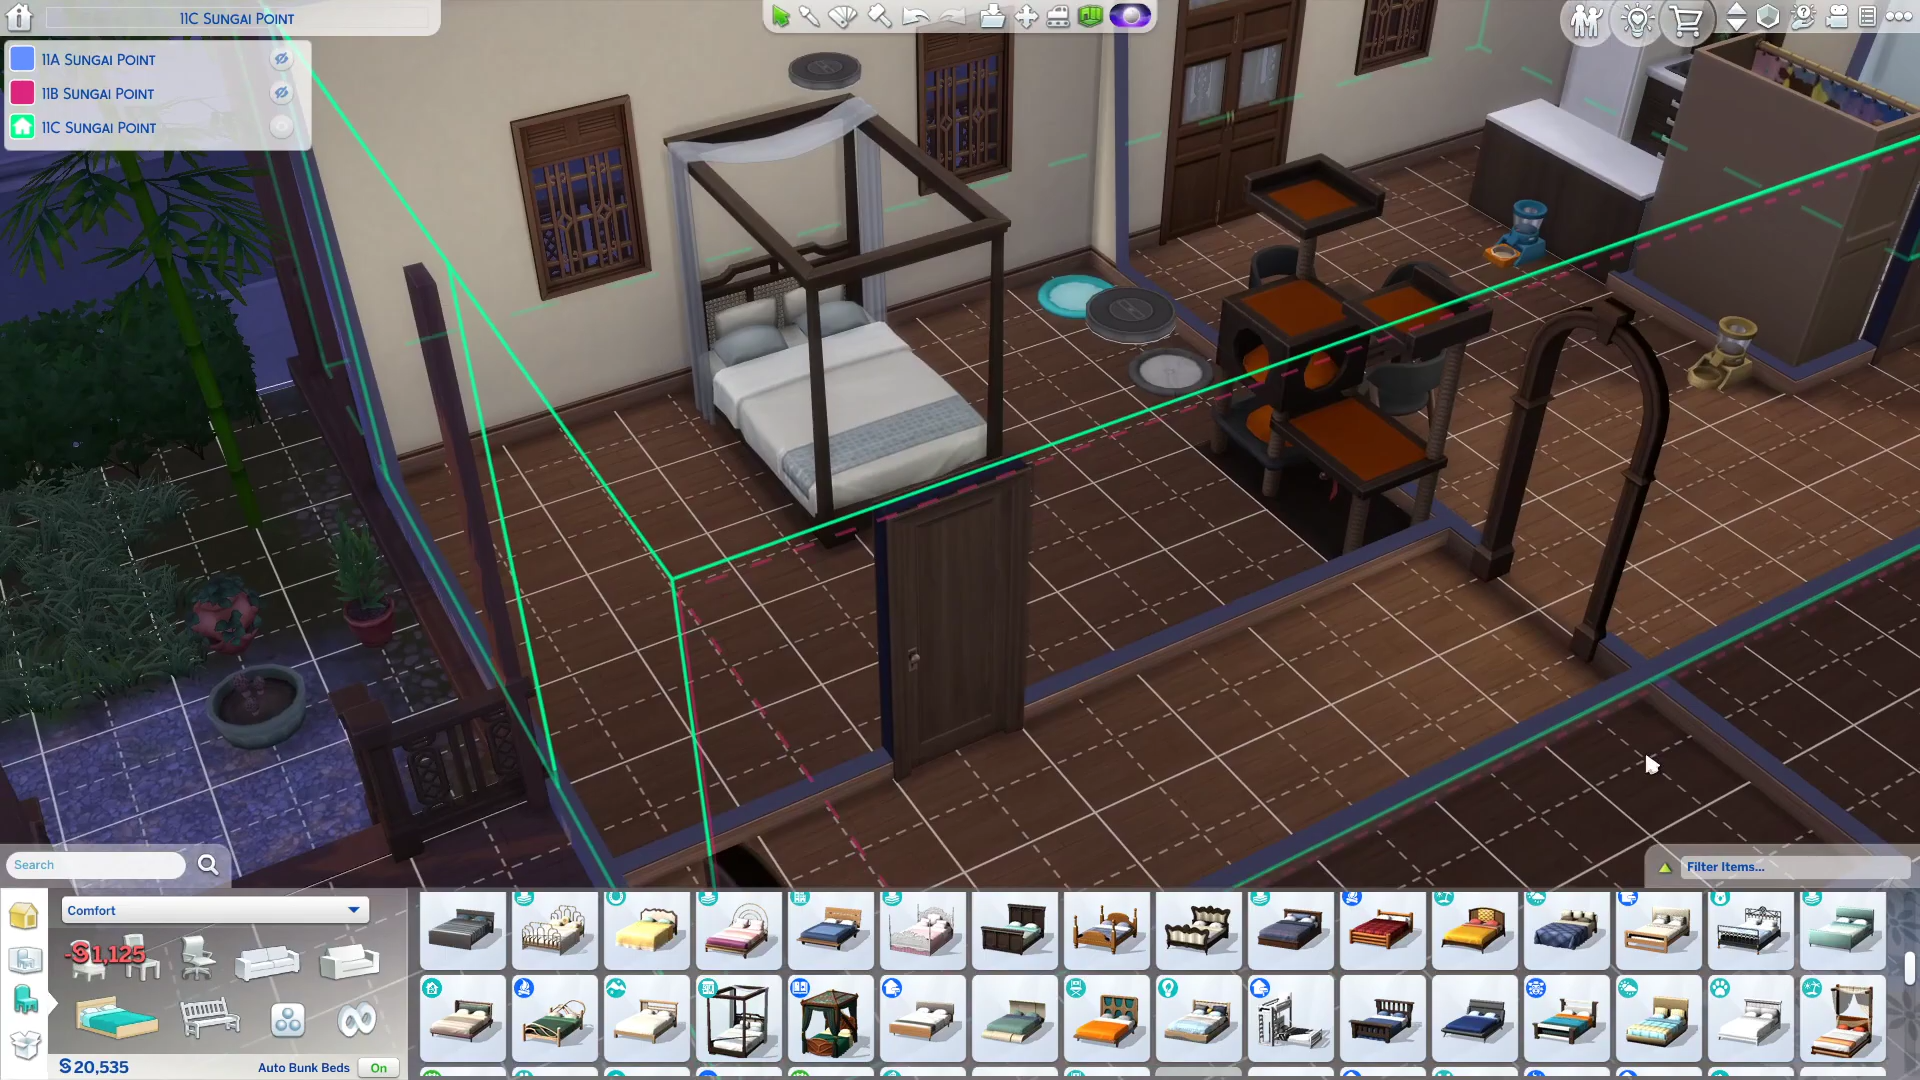 11C Sungai Point
11A Sungai Point
11B Sungai Point
11C Sungai Point
Search
Filter Items...
Comfort
-§1,125
§20,535
Auto Bunk Beds
On